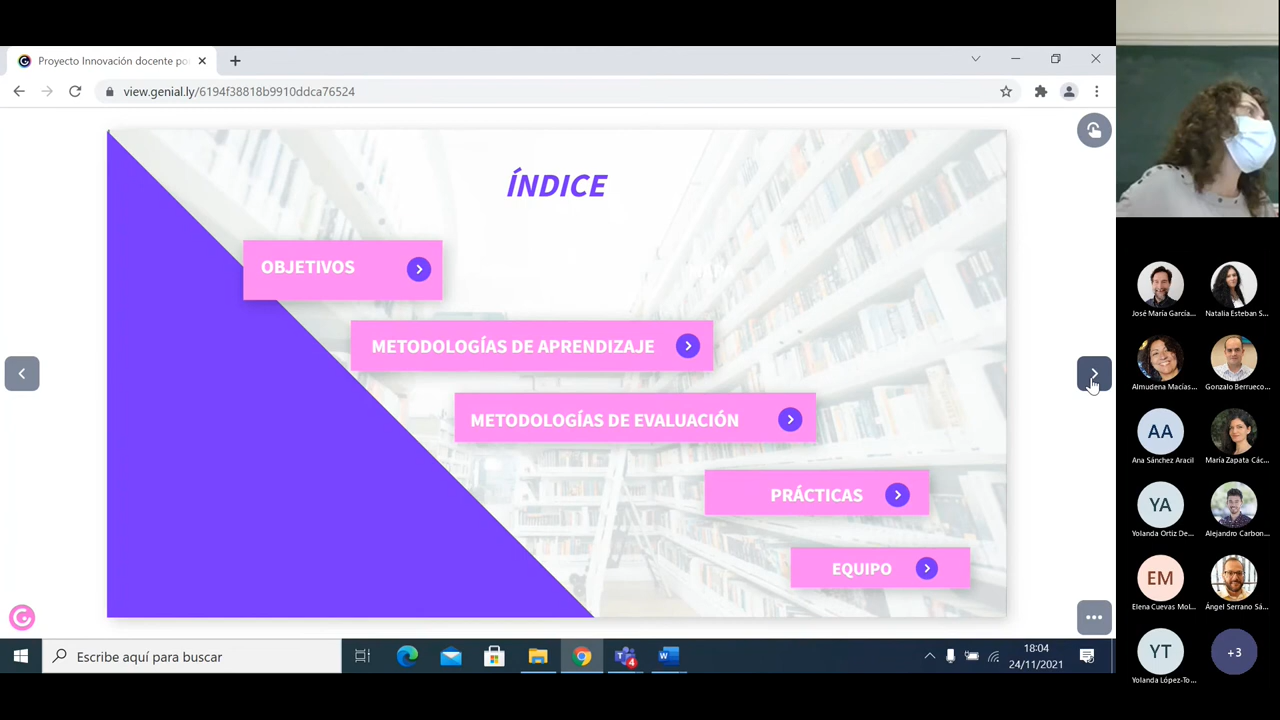 Proyecto Innovación docente po
view.genial.ly/6194f38818b9910ddca76524
ÍNDICE
OBJETIVOS
METODOLOGÍAS DE APRENDIZAJE
METODOLOGÍAS DE EVALUACIÓN
PRÁCTICAS
EQUIPO
José María García...
Natalia Esteban S...
Almudena Macías...
Gonzalo Berrueco...
AA
Ana Sánchez Aracil
María Zapata Các...
YA
Yolanda Ortiz De...
Alejandro Carbon...
EM
Elena Cuevas Mol...
Ángel Serrano Sá...
YT
Yolanda López-To...
+3
Escribe aquí para buscar
4
18:04
24/11/2021